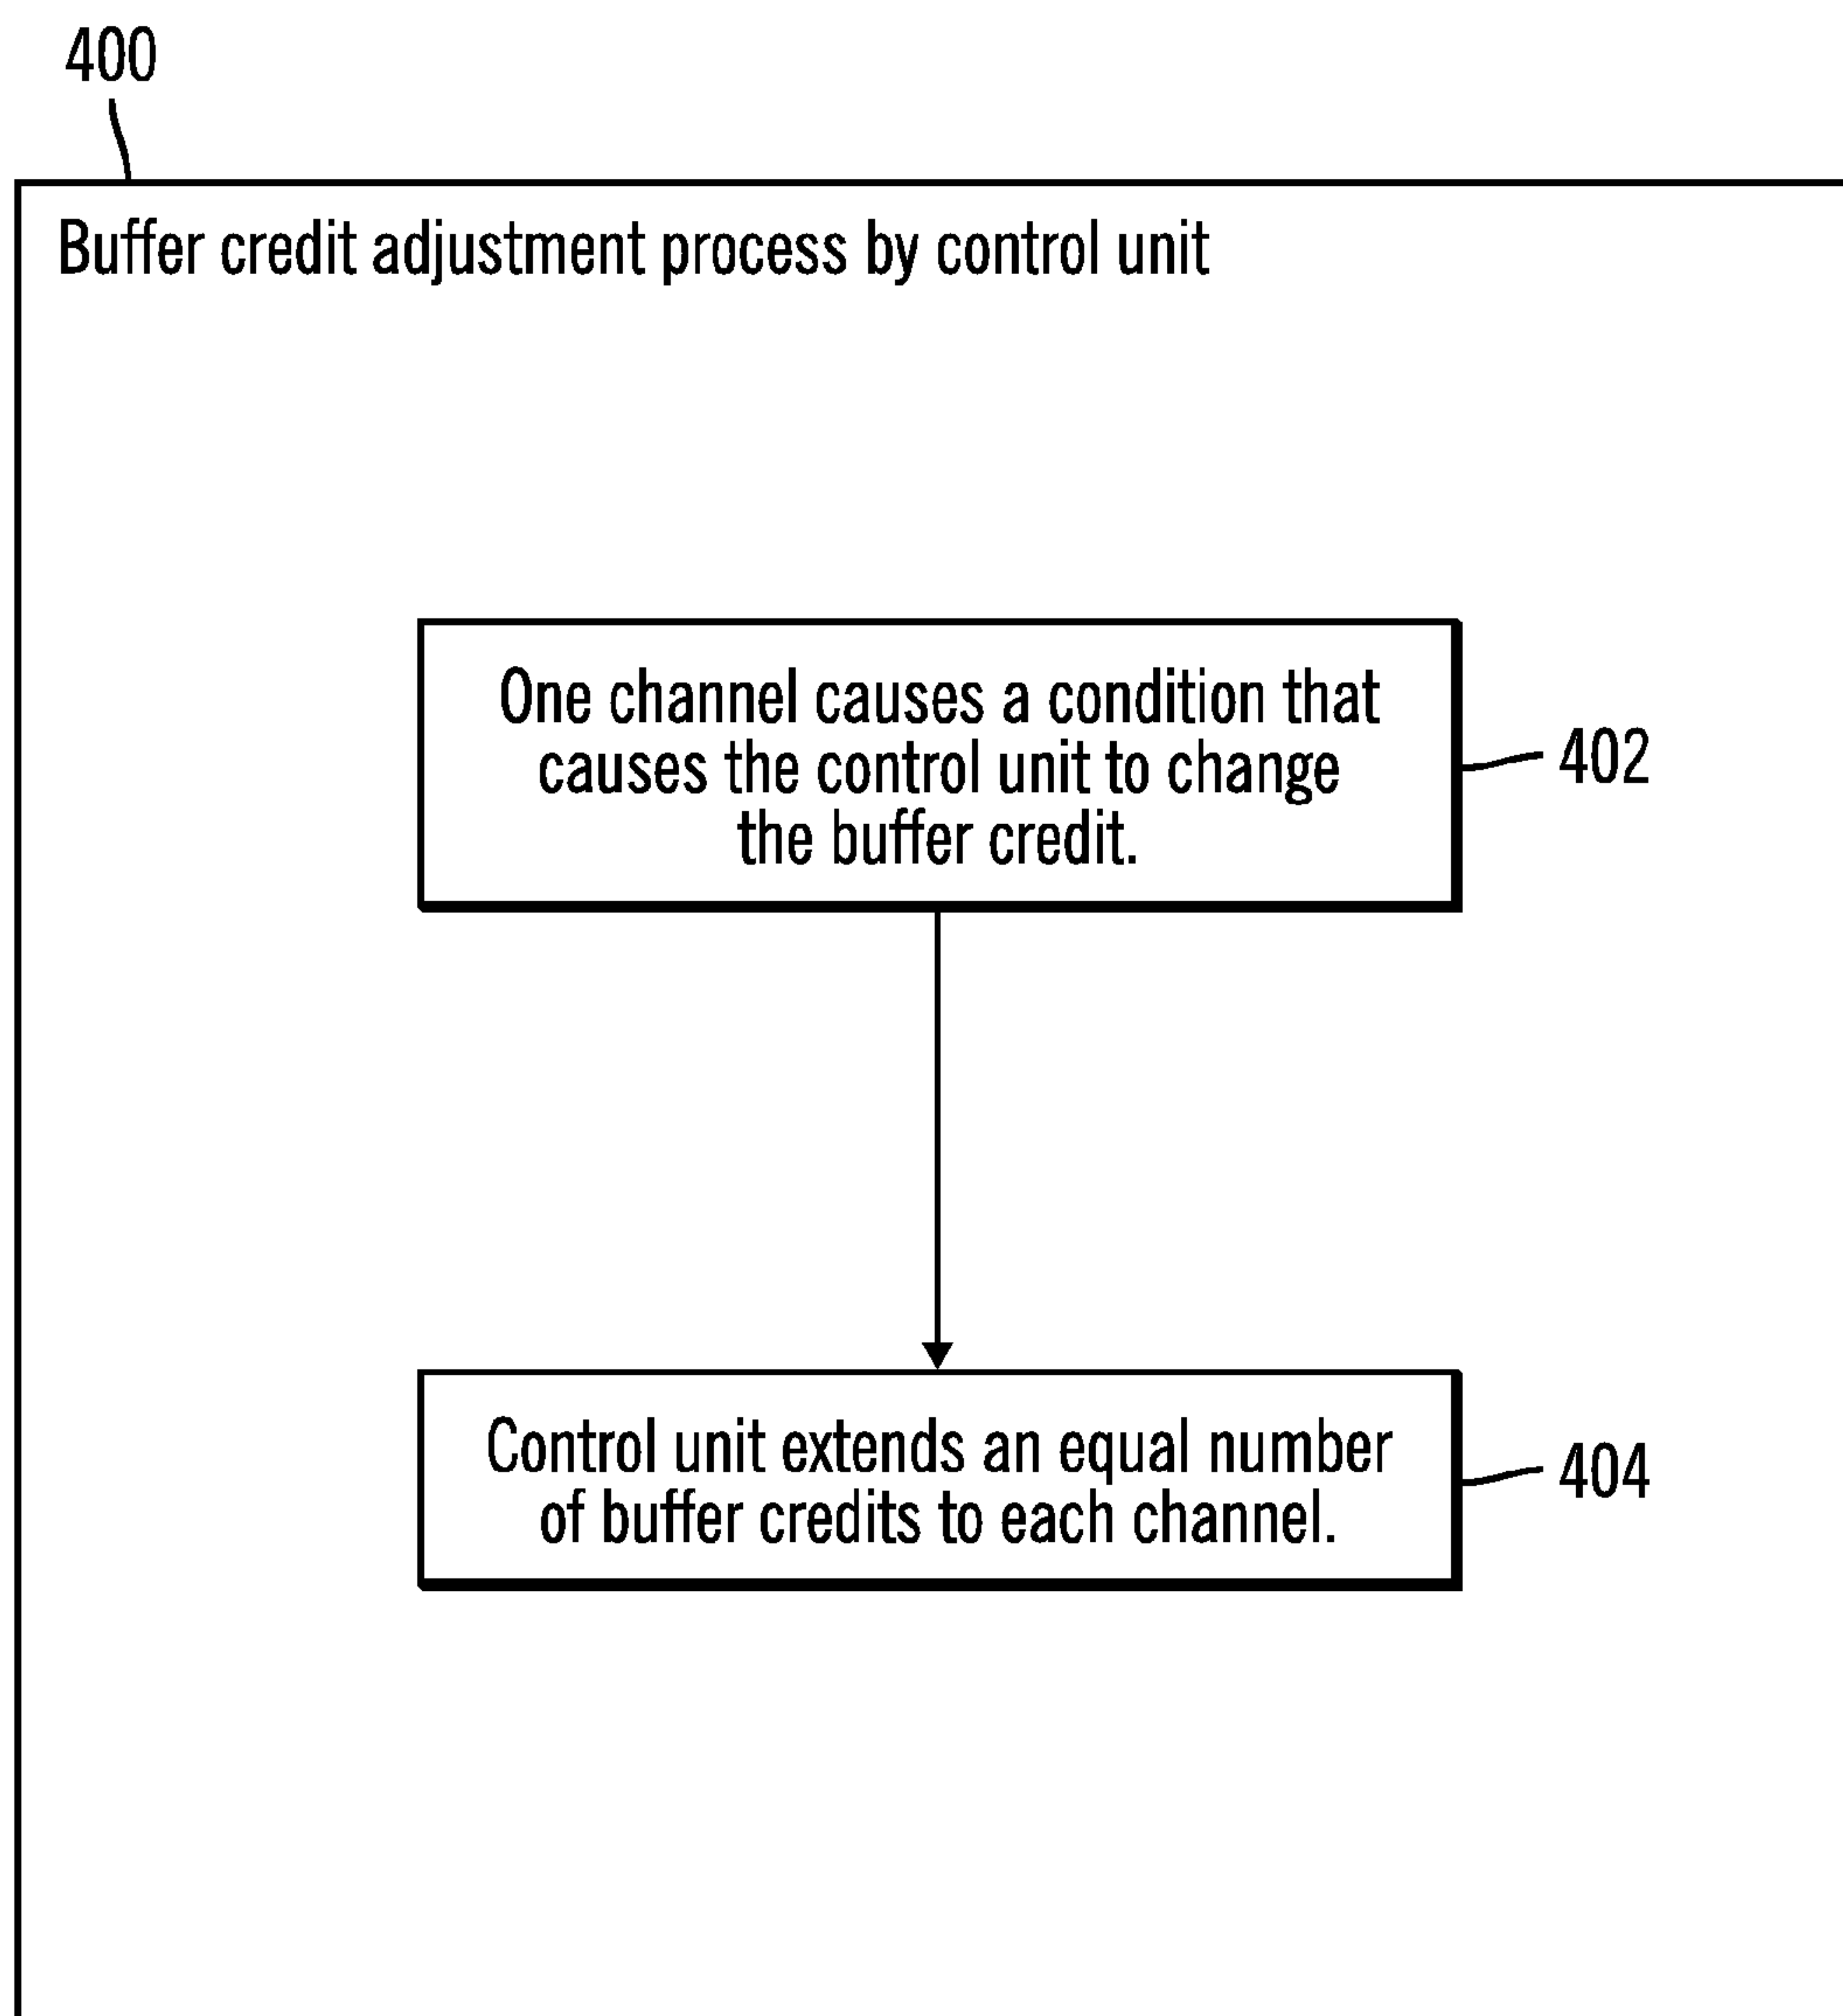 400
Buffer credit adjustment process by control unit
One channel causes a condition that
causes the control unit to change
the buffer credit.
402
Control unit extends an equal number
of buffer credits to each channel.
404